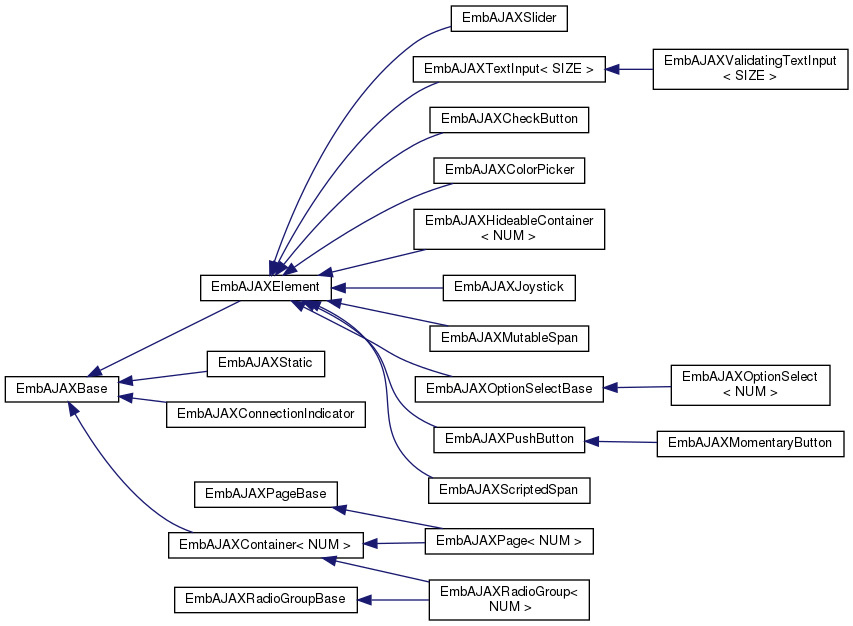 EmbAJAXSlider
EmbAJAXTextInput< SIZE >
EmbAJAXValidatingTextInput
< SIZE >
EmbAJAXCheckButton
EmbAJAXColorPicker
EmbAJAXHideableContainer
< NUM >
EmbAJAXElement
EmbAJAXJoystick
EmbAJAXMutableSpan
EmbAJAXStatic
EmbAJAXBase
EmbAJAXOptionSelectBase
EmbAJAXOptionSelect
< NUM >
EmbAJAXConnectionIndicator
EmbAJAXPushButton
EmbAJAXMomentaryButton
EmbAJAXScriptedSpan
EmbAJAXPageBase
EmbAJAXContainer< NUM >
EmbAJAXPage< NUM >
EmbAJAXRadioGroupBase
EmbAJAXRadioGroup<
NUM >